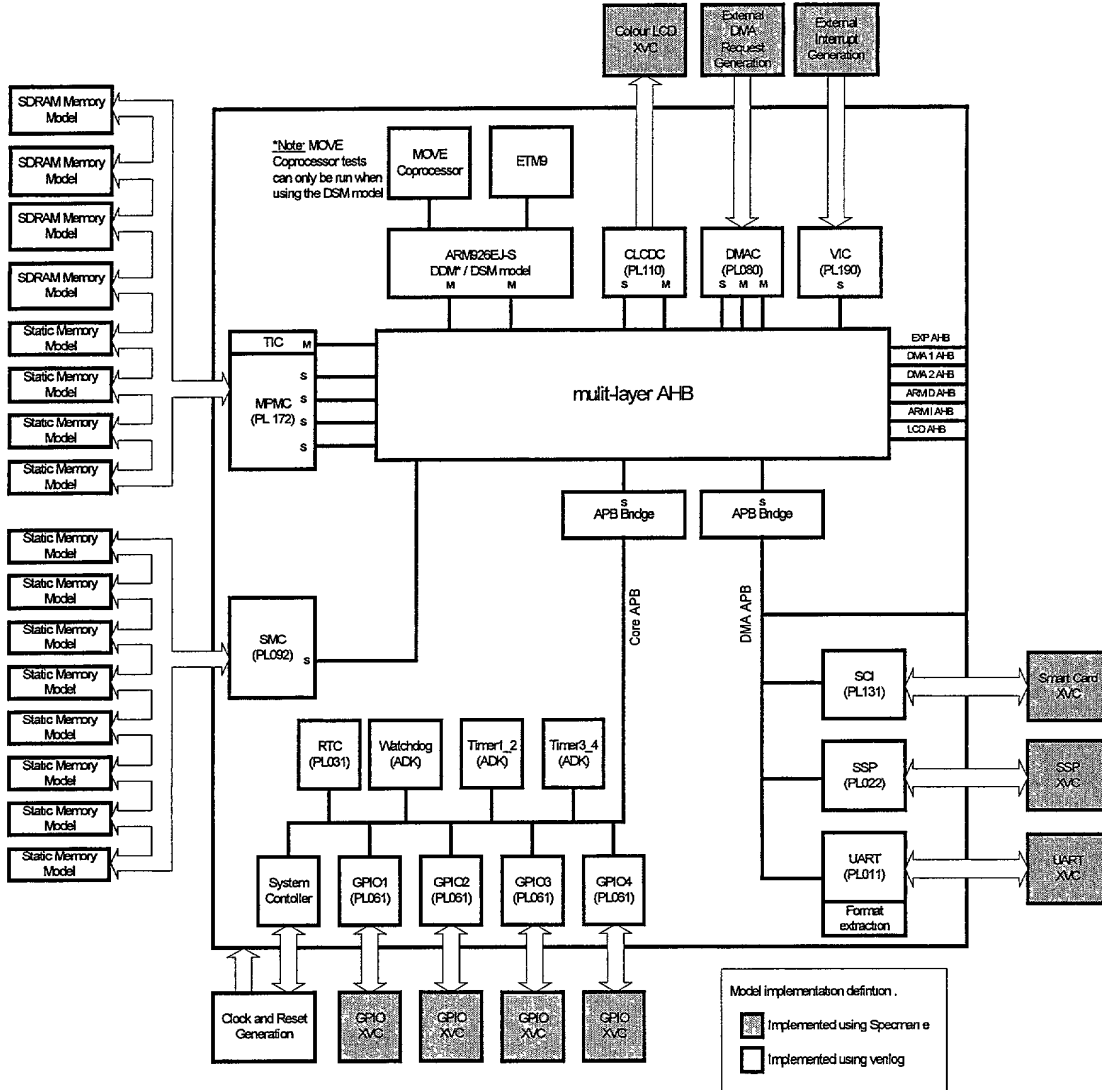 Colour LCD
XVC
External
DMA
Request
Generation
External
Interrupt
Generation
SDRAM Memory
Model
SDRAM Memory
Model
SDRAM Memory
Model
SDRAM Memory
Model
Static Memory
Model
Static Memory
Model
Static Memory
Model
Static Memory
Model
Static Memory
Model
Static Memory
Model
Static Memory
Model
Static Memory
Model
Static Memory
Model
Static Memory
Model
Static Memory
Model
Static Memory
Model
*Note: MOVE
Coprocessor tests
can only be run when
using the DSM model
MOVE
Coprocessor
ETM9
ARM926EJ-S
DDM* / DSM model
M M
CLCDC
(PL110)
S M
DMAC
(PL080)
S M M
VIC
(PL190)
S
TIC M
MPMC
(PL 172)
S
S
S
S
mulit-layer AHB
EXP AHB
DMA 1 AHB
DMA 2 AHB
ARM D AHB
ARM I AHB
LCD AHB
S
APB Bridge
S
APB Bridge
Core APB
DMA APB
SMC
(PL092)
S
RTC
(PL031)
Watchdog
(ADK)
Timer1_2
(ADK)
Timer3_4
(ADK)
System
Contoller
GPIO1
(PL061)
GPIO2
(PL061)
GPIO3
(PL061)
GPIO4
(PL061)
SCI
(PL131)
Smart Card
XVC
SSP
(PL022)
SSP
XVC
UART
(PL011)
Format
extraction
UART
XVC
Clock and Reset
Generation
GPIO
XVC
GPIO
XVC
GPIO
XVC
GPIO
XVC
Model implementation defintion .
Implemented using Specman e
Implemented using verilog